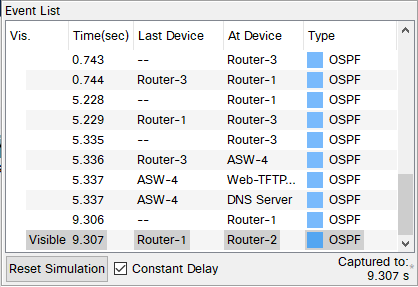 Event List
Vis. Time(sec) Last Device At Device Type
0.743 -- Router-3 OSPF
0.744 Router-3 Router-1 OSPF
5.228 -- Router-1 OSPF
5.229 Router-1 Router-3 OSPF
5.335 -- Router-3 OSPF
5.336 Router-3 ASW-4 OSPF
5.337 ASW-4 Web-TFTP... OSPF
5.337 ASW-4 DNS Server OSPF
9.306 -- Router-1 OSPF
Visible 9.307 Router-1 Router-2 OSPF
Reset Simulation Constant Delay Captured to:
9.307 s